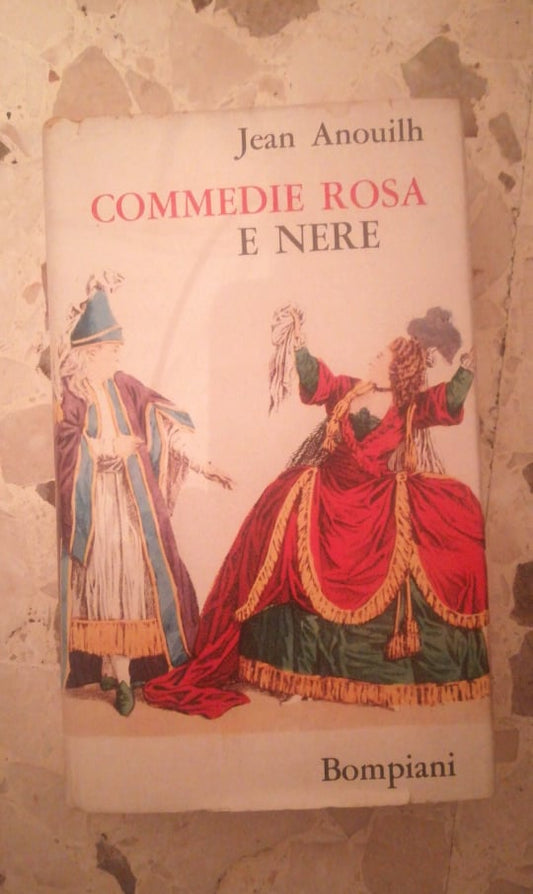 Jean Anouilh
COMMEDIE ROSA
E NERE
Bompiani